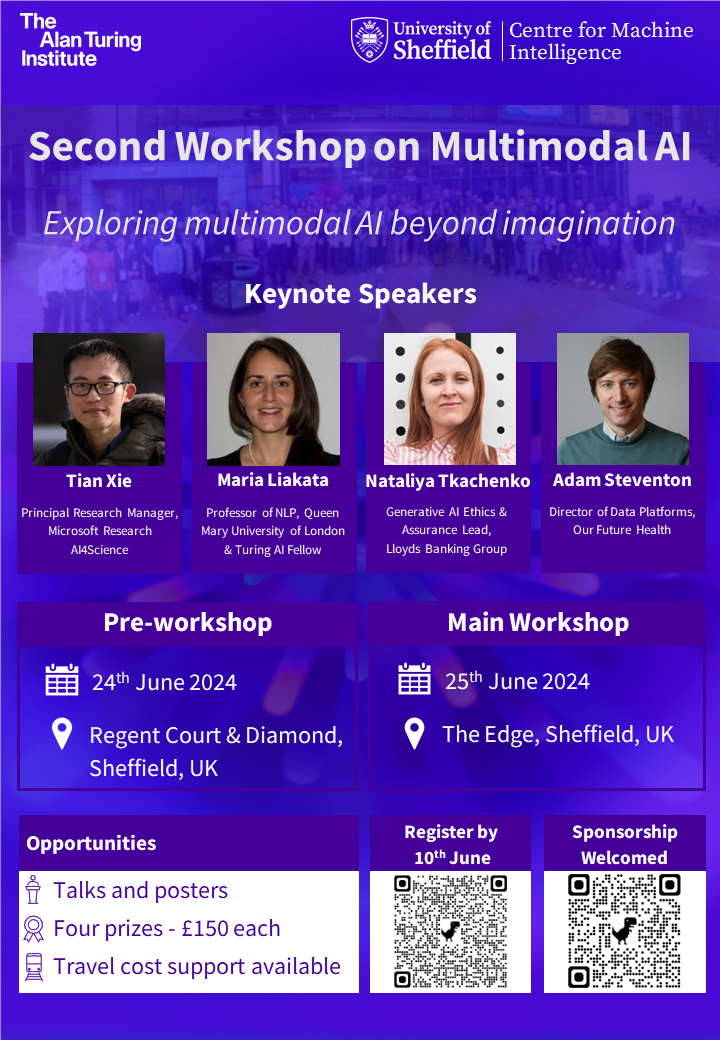 The
Alan Turing
Institute
University of
Sheffield
Centre for Machine
Intelligence
Second Workshop on Multimodal AI
Exploring multimodal AI beyond imagination
Keynote Speakers
Tian Xie
Principal Research Manager,
Microsoft Research
AI4Science
Maria Liakata
Professor of NLP, Queen
Mary University of London
& Turing AI Fellow
Nataliya Tkachenko
Generative AI Ethics &
Assurance Lead,
Lloyds Banking Group
Adam Steventon
Director of Data Platforms,
Our Future Health
Pre-workshop
24th June 2024
Regent Court & Diamond,
Sheffield, UK
Main Workshop
25th June 2024
The Edge, Sheffield, UK
Opportunities
Talks and posters
Four prizes - £150 each
Travel cost support available
Register by
10th June
Sponsorship
Welcomed